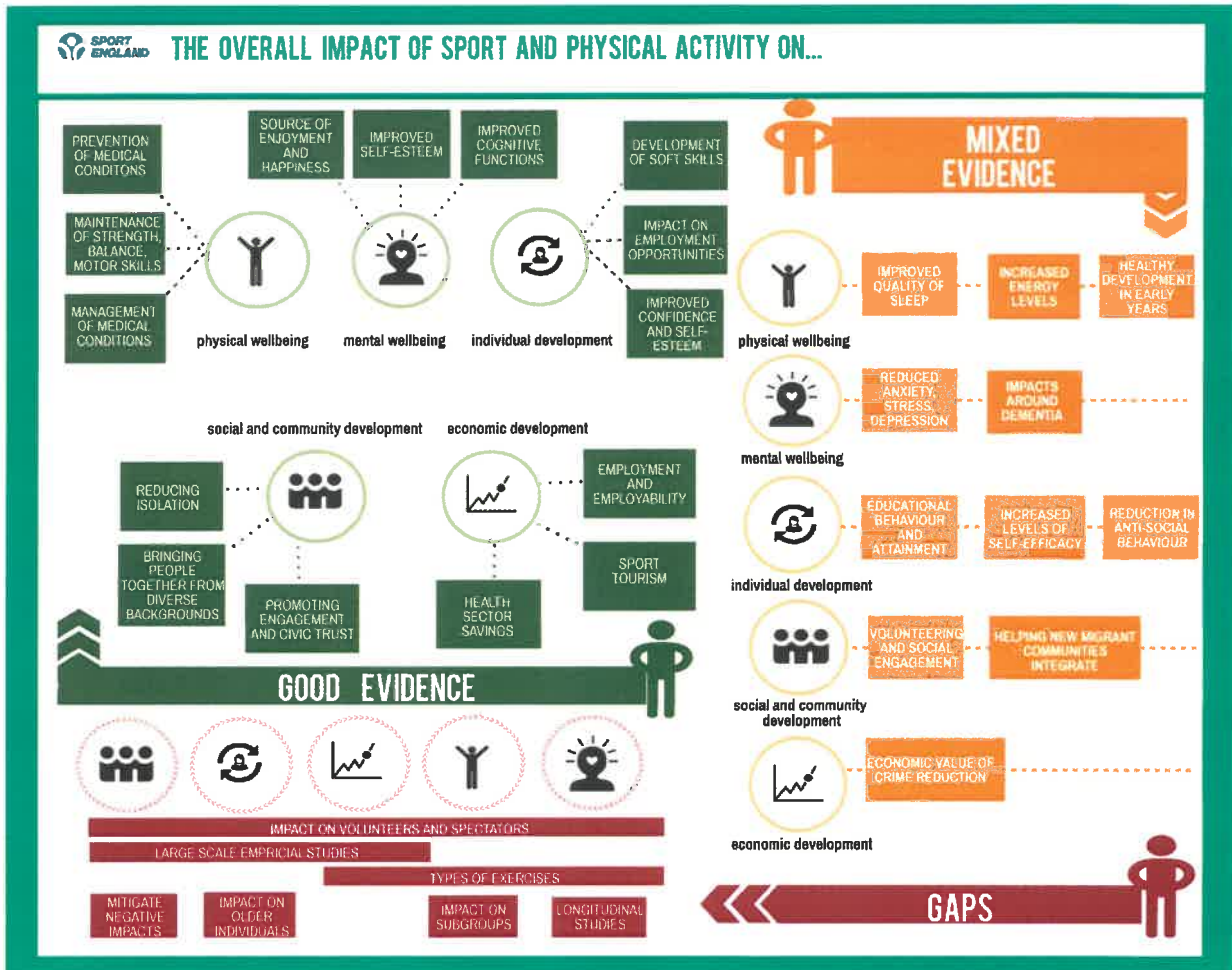 SPORT
ENGLAND
THE OVERALL IMPACT OF SPORT AND PHYSICAL ACTIVITY ON...
PREVENTION
OF MEDICAL
CONDITONS
MAINTENANCE
OF STRENGTH,
BALANCE,
MOTOR SKILLS
MANAGEMENT
OF MEDICAL
CONDITIONS
physical wellbeing
SOURCE OF
ENJOYMENT
AND
HAPPINESS
IMPROVED
SELF-ESTEEM
IMPROVED
COGNITIVE
FUNCTIONS
mental wellbeing
DEVELOPMENT
OF SOFT SKILLS
IMPACT ON
EMPLOYMENT
OPPORTUNITIES
IMPROVED
CONFIDENCE
AND SELF-
ESTEEM
individual development
social and community development
REDUCING
ISOLATION
BRINGING
PEOPLE
TOGETHER FROM
DIVERSE
BACKGROUNDS
PROMOTING
ENGAGEMENT
AND CIVIC TRUST
economic development
EMPLOYMENT
AND
EMPLOYABILITY
SPORT
TOURISM
HEALTH
SECTOR
SAVINGS
GOOD EVIDENCE
MIXED
EVIDENCE
physical wellbeing
IMPROVED
QUALITY OF
SLEEP
INCREASED
ENERGY
LEVELS
HEALTHY
DEVELOPMENT
IN EARLY
YEARS
mental wellbeing
REDUCED
ANXIETY,
STRESS,
DEPRESSION
IMPACTS
AROUND
DEMENTIA
individual development
EDUCATIONAL
BEHAVIOUR
AND
ATTAINMENT
INCREASED
LEVELS OF
SELF-EFFICACY
REDUCTION IN
ANTI-SOCIAL
BEHAVIOUR
social and community
development
VOLUNTEERING
AND SOCIAL
ENGAGEMENT
HELPING NEW MIGRANT
COMMUNITIES
INTEGRATE
economic development
ECONOMIC VALUE OF
CRIME REDUCTION
IMPACT ON VOLUNTEERS AND SPECTATORS
LARGE SCALE EMPRICIAL STUDIES
TYPES OF EXERCISES
MITIGATE
NEGATIVE
IMPACTS
IMPACT ON
OLDER
INDIVIDUALS
IMPACT ON
SUBGROUPS
LONGITUDINAL
STUDIES
GAPS